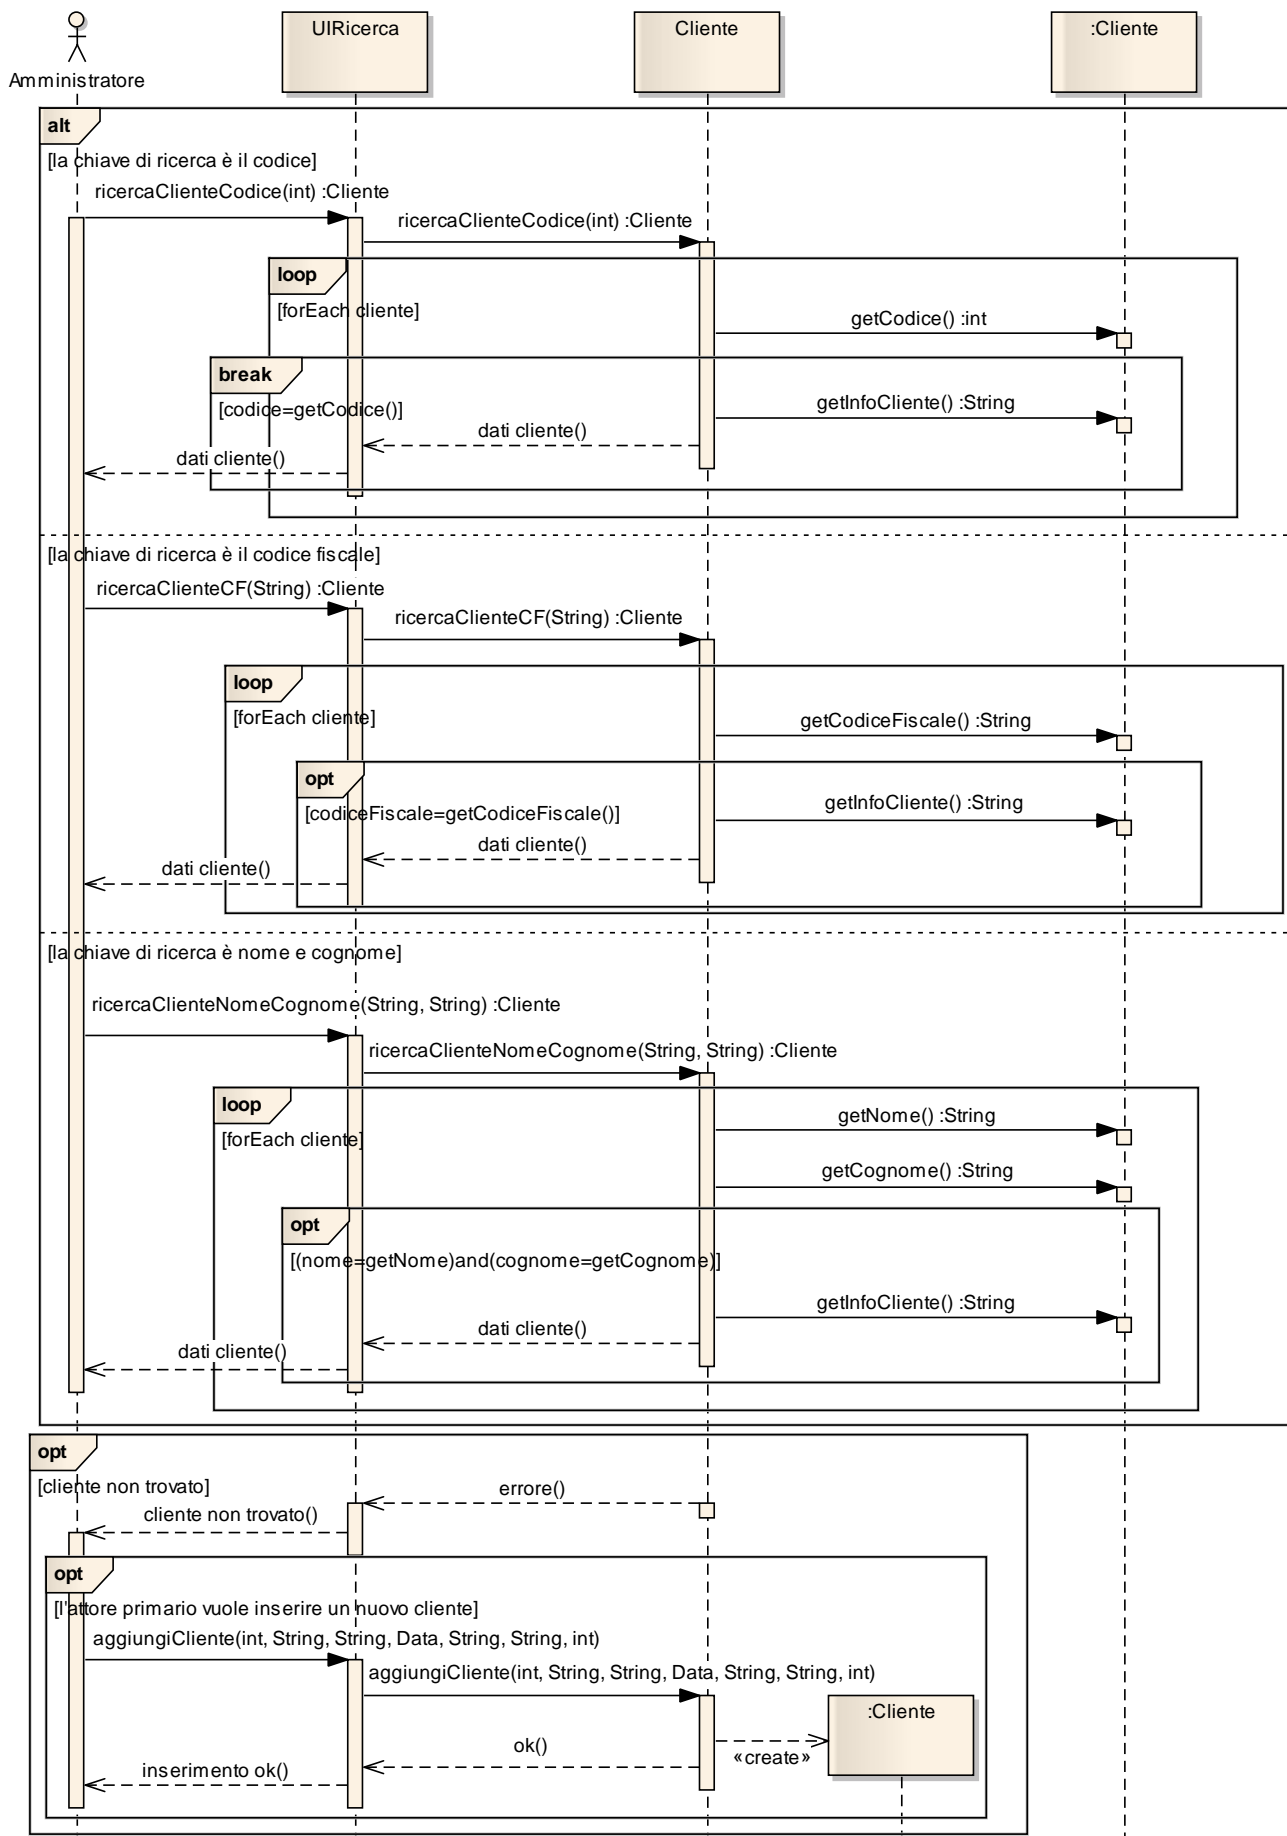 UIRicerca
Cliente
:Cliente
Amministratore
alt
[la chiave di ricerca è il codice]
ricercaClienteCodice(int) :Cliente
ricercaClienteCodice(int) :Cliente
loop
[forEach cliente]
getCodice() :int
break
[codice=getCodice()]
getInfoCliente() :String
dati cliente()
dati cliente()
[la chiave di ricerca è il codice fiscale]
ricercaClienteCF(String) :Cliente
ricercaClienteCF(String) :Cliente
loop
[forEach cliente]
getCodiceFiscale() :String
opt
[codiceFiscale=getCodiceFiscale()]
getInfoCliente() :String
dati cliente()
dati cliente()
[la chiave di ricerca è nome e cognome]
ricercaClienteNomeCognome(String, String) :Cliente
ricercaClienteNomeCognome(String, String) :Cliente
loop
[forEach cliente]
getNome() :String
getCognome() :String
opt
[(nome=getNome)and(cognome=getCognome)]
getInfoCliente() :String
dati cliente()
dati cliente()
opt
[cliente non trovato]
errore()
cliente non trovato()
opt
[l'attore primario vuole inserire un nuovo cliente]
aggiungiCliente(int, String, String, Data, String, String, int)
aggiungiCliente(int, String, String, Data, String, String, int)
:Cliente
ok()
«create»
inserimento ok()